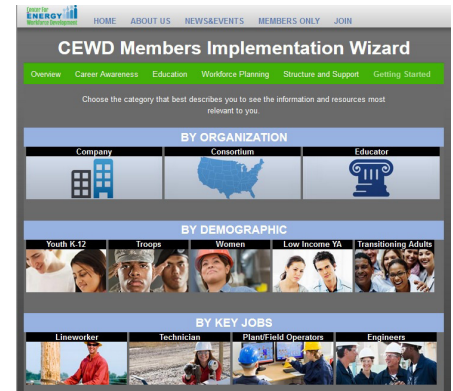 Center for
ENERGY
Workforce Development
HOME ABOUT US NEWS&EVENTS MEMBERS ONLY JOIN
CEWD Members Implementation Wizard
Overview Career Awareness Education Workforce Planning Structure and Support Getting Started
Choose the category that best describes you to see the information and resources most
relevant to you.
BY ORGANIZATION
Company Consortium Educator
BY DEMOGRAPHIC
Youth K-12 Troops Women Low Income YA Transitioning Adults
BY KEY JOBS
Lineworker Technician Plant/Field Operators Engineers